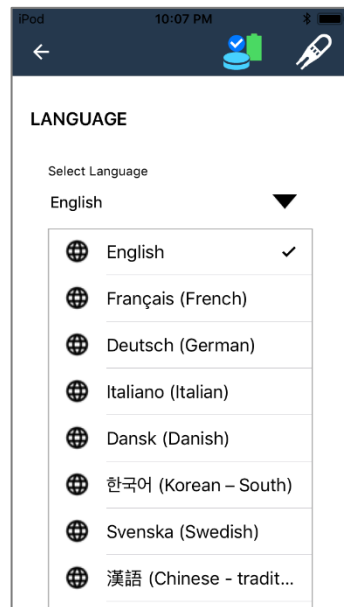 iPod 10:07 PM
LANGUAGE
Select Language
English
English
Français (French)
Deutsch (German)
Italiano (Italian)
Dansk (Danish)
한국어 (Korean – South)
Svenska (Swedish)
漢語 (Chinese - tradit...